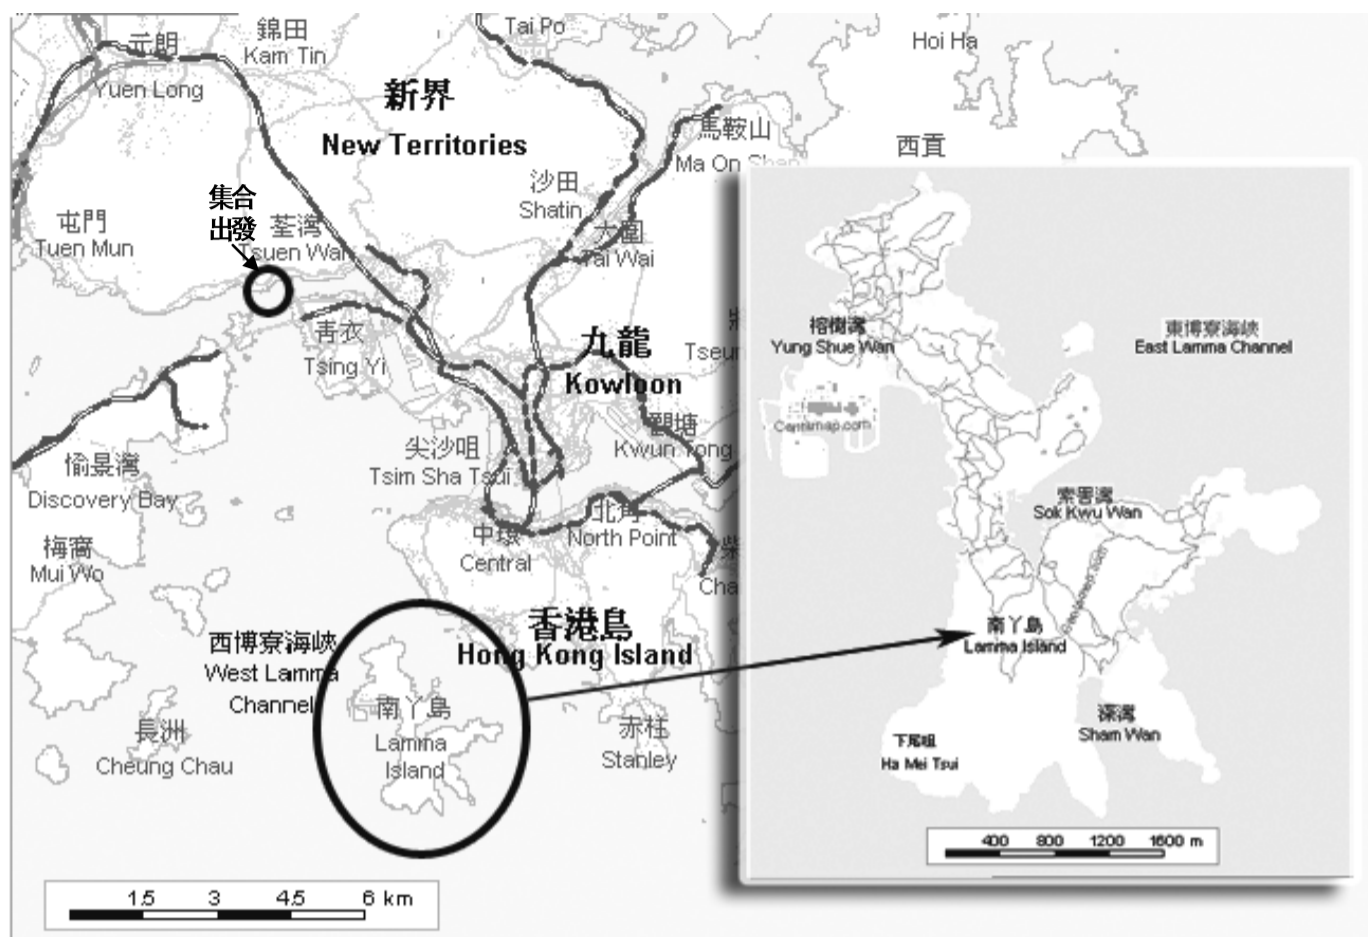 元朗
Yuen Long
錦田
Kam Tin
Tai Po
Hoi Ha
新界
New Territories
馬鞍山
Ma On Shan
西貢
沙田
Shatin
集合
出發
屯門
Tuen Mun
荃灣
Tsuen Wan
大圍
Tai Wai
青衣
Tsing Yi
九龍
Kowloon
Tseun
觀塘
Kwun Tong
尖沙咀
Tsim Sha Tsui
愉景灣
Discovery Bay
梅窩
Mui Wo
中環
Central
北角
North Point
柴
Cha
香港島
Hong Kong Island
西博寮海峽
West Lamma
Channel
南丫島
Lamma
Island
長洲
Cheung Chau
赤柱
Stanley
1.5 3 4.5 6 km
榕樹灣
Yung Shue Wan
東博寮海峽
East Lamma Channel
Centamap.com
索罟灣
Sok Kwu Wan
Centamap.com
南丫島
Lamma Island
深灣
Sham Wan
下尾咀
Ha Mei Tsui
400 800 1200 1600 m